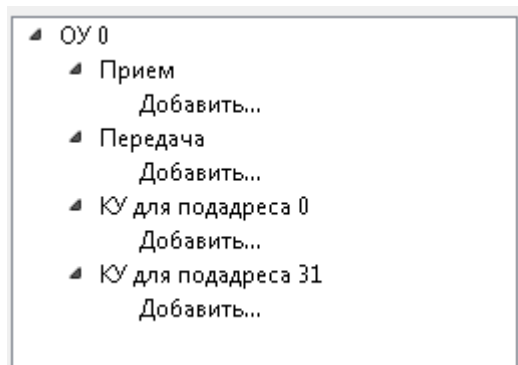 ОУ 0
Прием
Добавить...
Передача
Добавить...
КУ для подадреса 0
Добавить...
КУ для подадреса 31
Добавить...